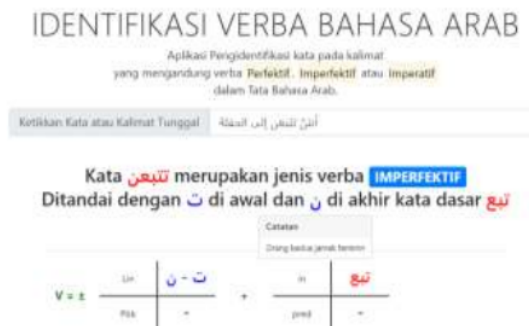 IDENTIFIKASI VERBA BAHASA ARAB
Aplikasi Pengidentifikasi kata pada kalimat
yang mengandung verba Perfektif, Imperfektif atau Imperatif
dalam Tata Bahasa Arab.
Ketikkan Kata atau Kalimat Tunggal إلى
Kata تتبعن merupakan jenis verba IMPERFEKTIF
Ditandai dengan ت di awal dan ن di akhir kata dasar تبع
Catatan
Orang kedua jamak feminin
ت - ن تبع
V = ± +
- pred -